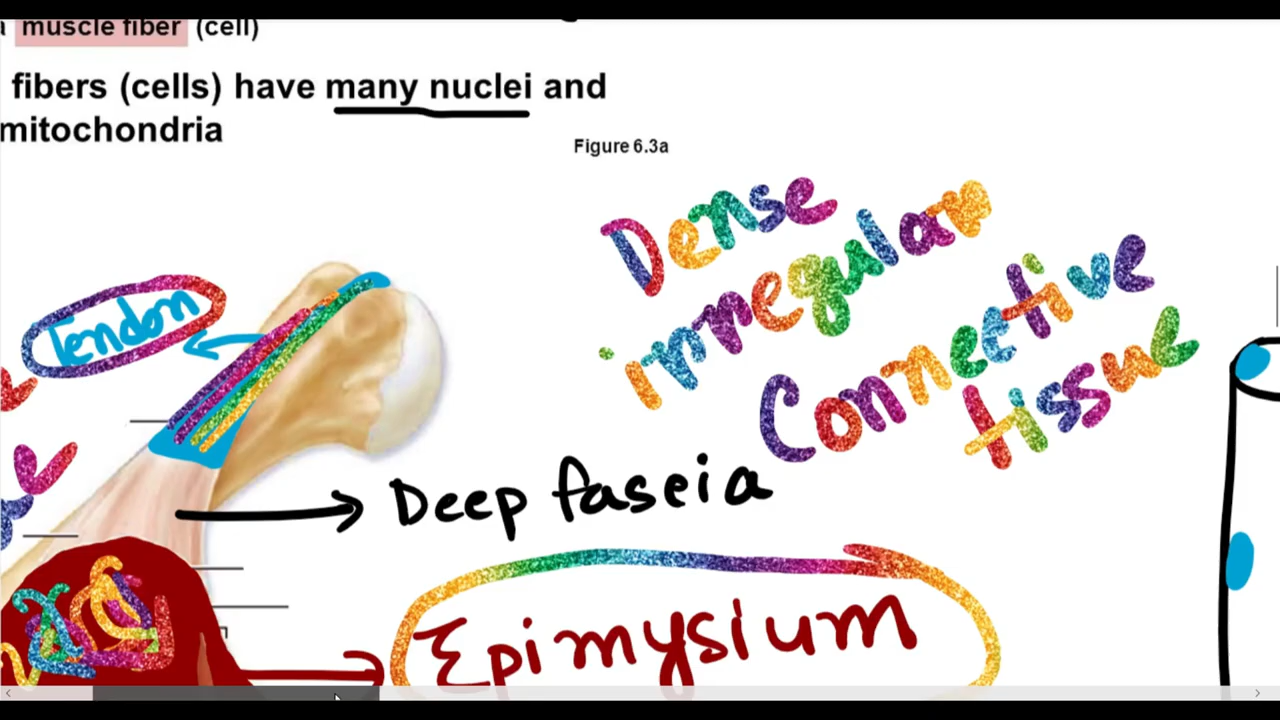 muscle fiber (cell)
fibers (cells) have many nuclei and
mitochondria
Figure 6.3a
Dense
irregular
Connective
tissue
Tendon
Deep fascia
Epimysium